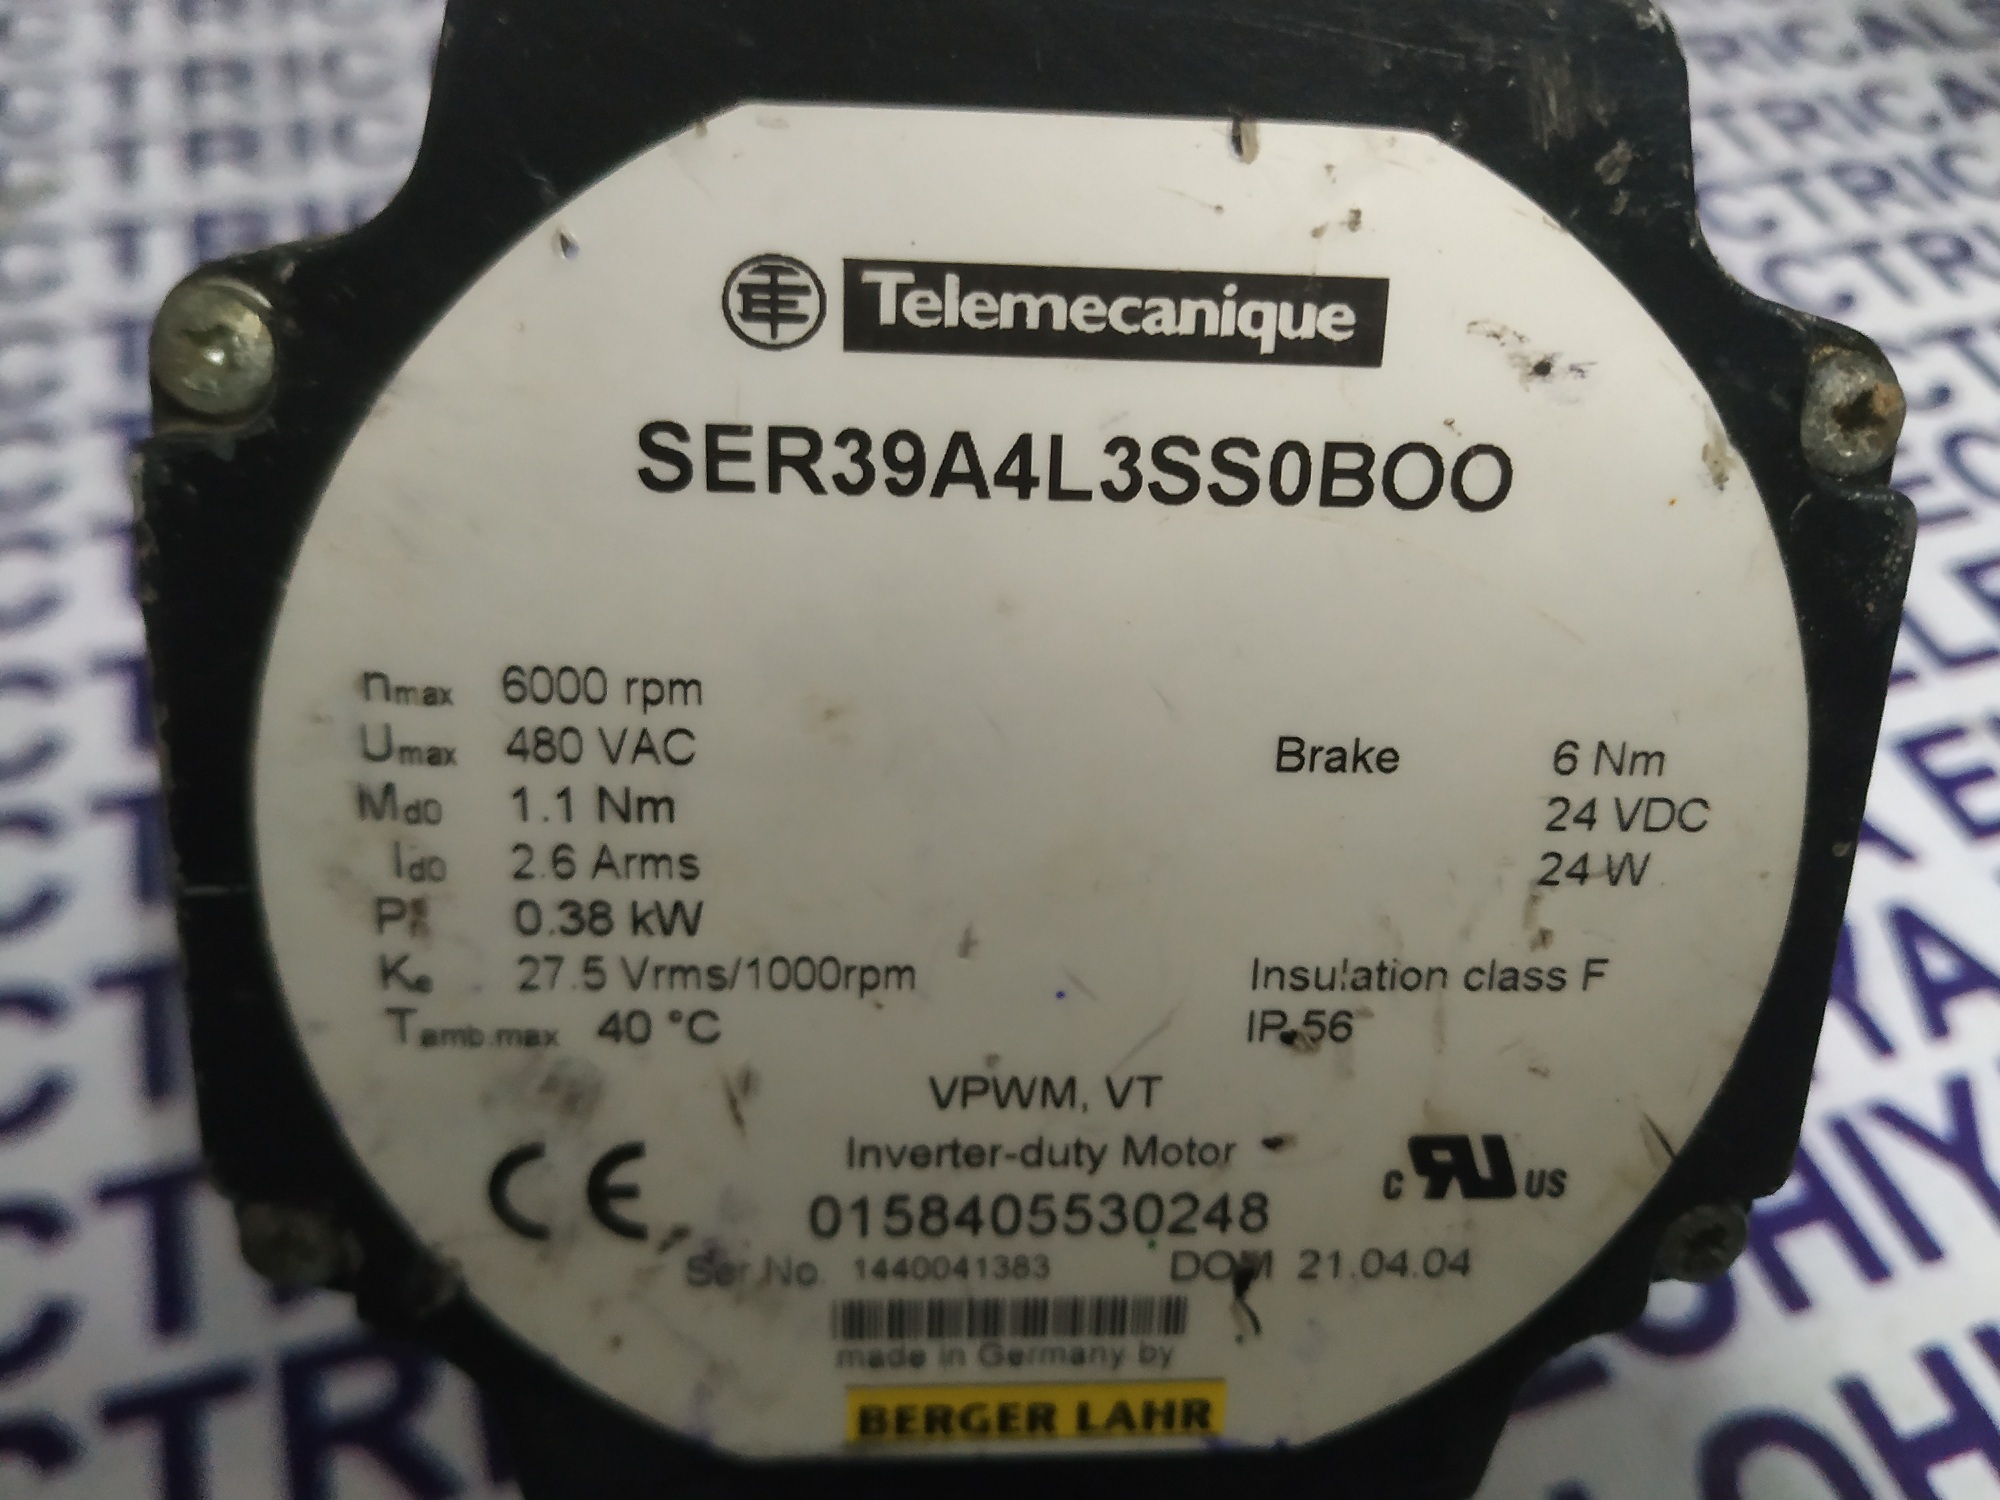 Telemecanique
SER39A4L3SS0BOO
nmax 6000 rpm
Umax 480 VAC
Md0 1.1 Nm
Id0 2.6 Arms
P 0.38 kW
Ke 27.5 Vrms/1000rpm
Tamb.max 40 °C
Brake 6 Nm
24 VDC
24 W
Insulation class F
IP 56
VPWM, VT
Inverter-duty Motor
CE
c RU US
0158405530248
Ser.No. 1440041383 DOM 21.04.04
made in Germany by
BERGER LAHR